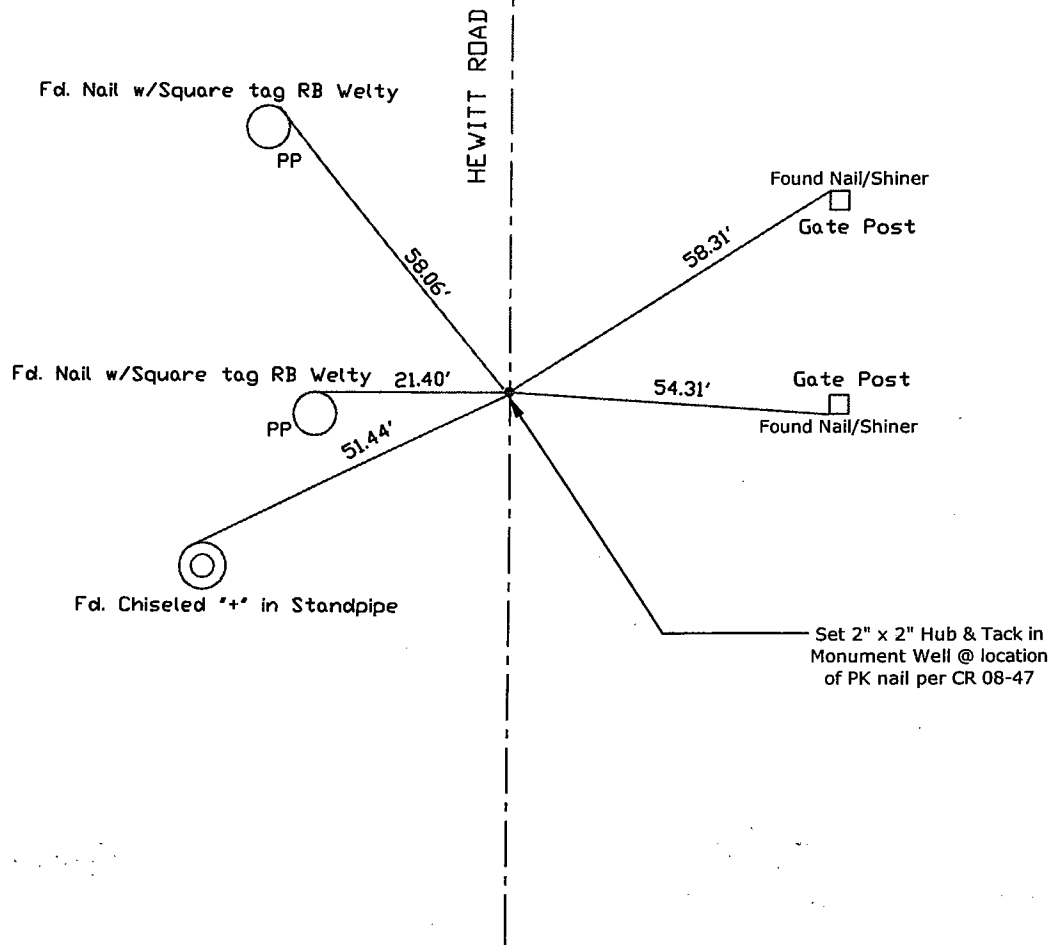 HEWITT ROAD
Fd. Nail w/Square tag RB Welty
PP
58.06'
Found Nail/Shiner
Gate Post
58.31'
Fd. Nail w/Square tag RB Welty
21.40'
PP
51.44'
54.31'
Gate Post
Found Nail/Shiner
Fd. Chiseled "+" in Standpipe
Set 2" x 2" Hub & Tack in
Monument Well @ location
of PK nail per CR 08-47